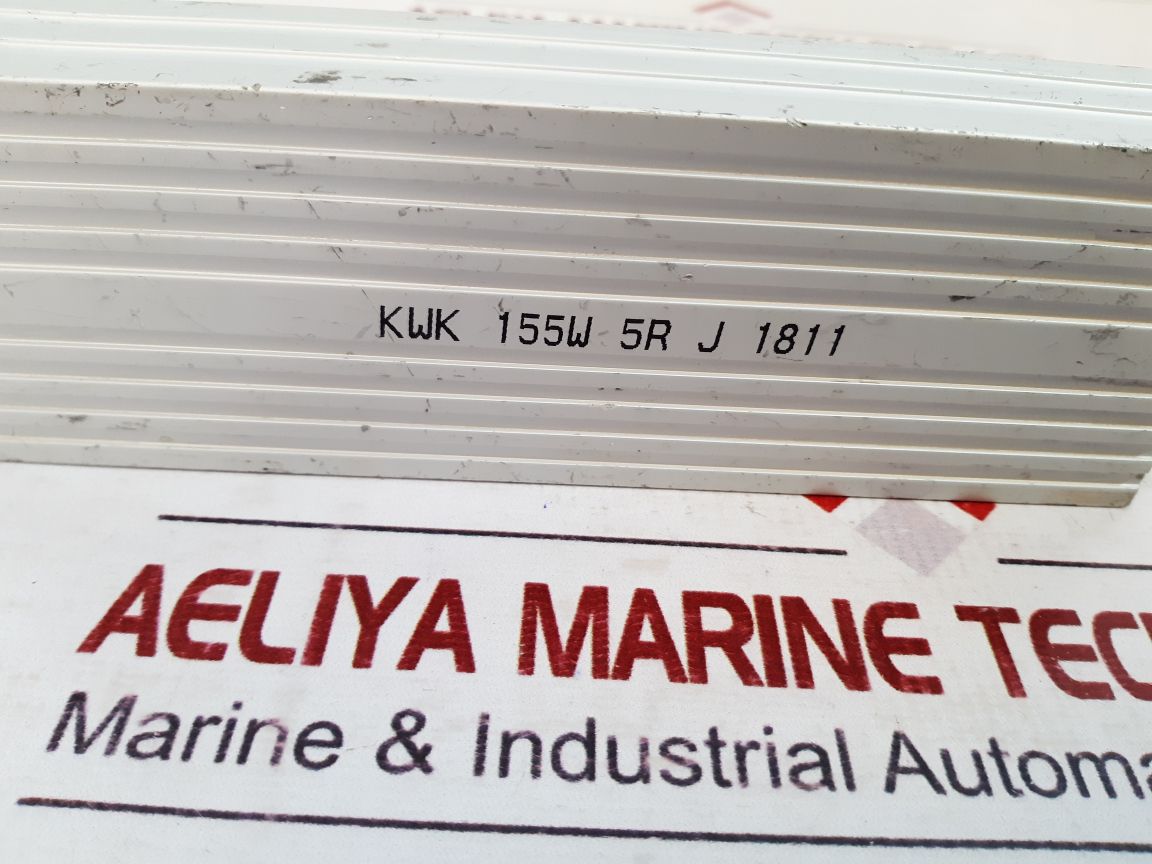 KWK 155W 5R J 1811
AELIYA MARINE TEC
Marine & Industrial Automa